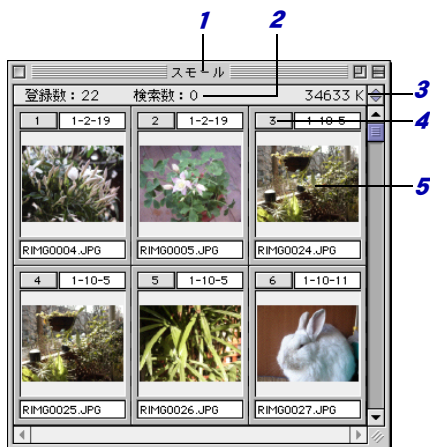 1
2
3
4
5
スモール
登録数：22 検索数：0 34633 K
1 1-2-19 2 1-2-19 3 1-10-5
RIMG0004.JPG RIMG0005.JPG RIMG0024.JPG
4 1-10-5 5 1-10-5 6 1-10-11
RIMG0025.JPG RIMG0026.JPG RIMG0027.JPG